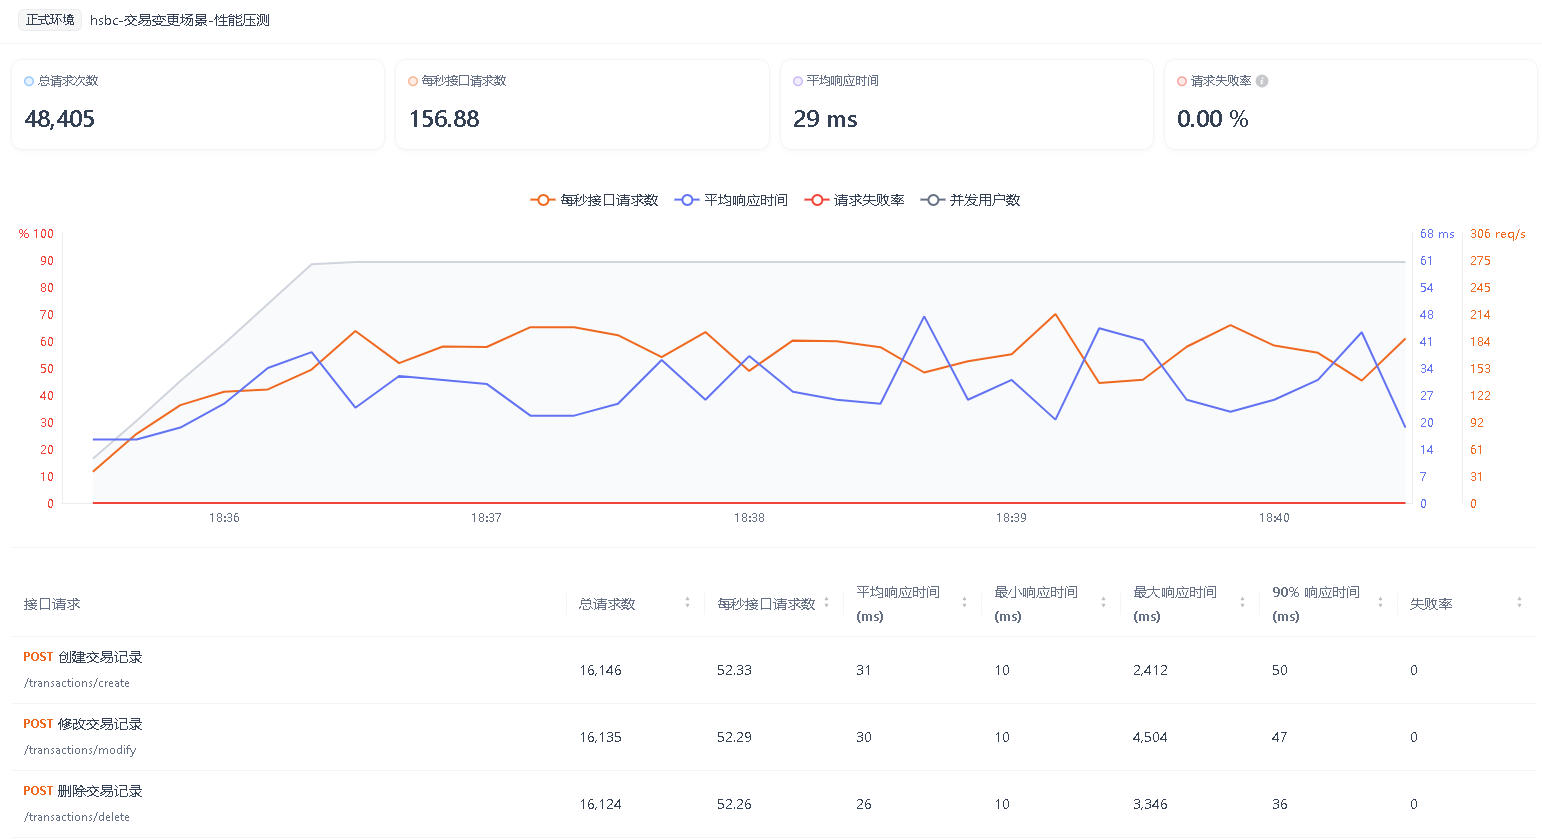 正式环境 hsbc-交易变更场景-性能压测
总请求次数
48,405
每秒接口请求数
156.88
平均响应时间
29 ms
请求失败率
0.00 %
每秒接口请求数 平均响应时间 请求失败率 并发用户数
% 100
90
80
70
60
50
40
30
20
10
0
68 ms
61
54
48
41
34
27
20
14
7
0
306 req/s
275
245
214
184
153
122
92
61
31
0
18:36 18:37 18:38 18:39 18:40
接口请求 总请求数 每秒接口请求数 平均响应时间 (ms) 最小响应时间 (ms) 最大响应时间 (ms) 90% 响应时间 (ms) 失败率
POST 创建交易记录
/transactions/create
16,146 52.33 31 10 2,412 50 0
POST 修改交易记录
/transactions/modify
16,135 52.29 30 10 4,504 47 0
POST 删除交易记录
/transactions/delete
16,124 52.26 26 10 3,346 36 0